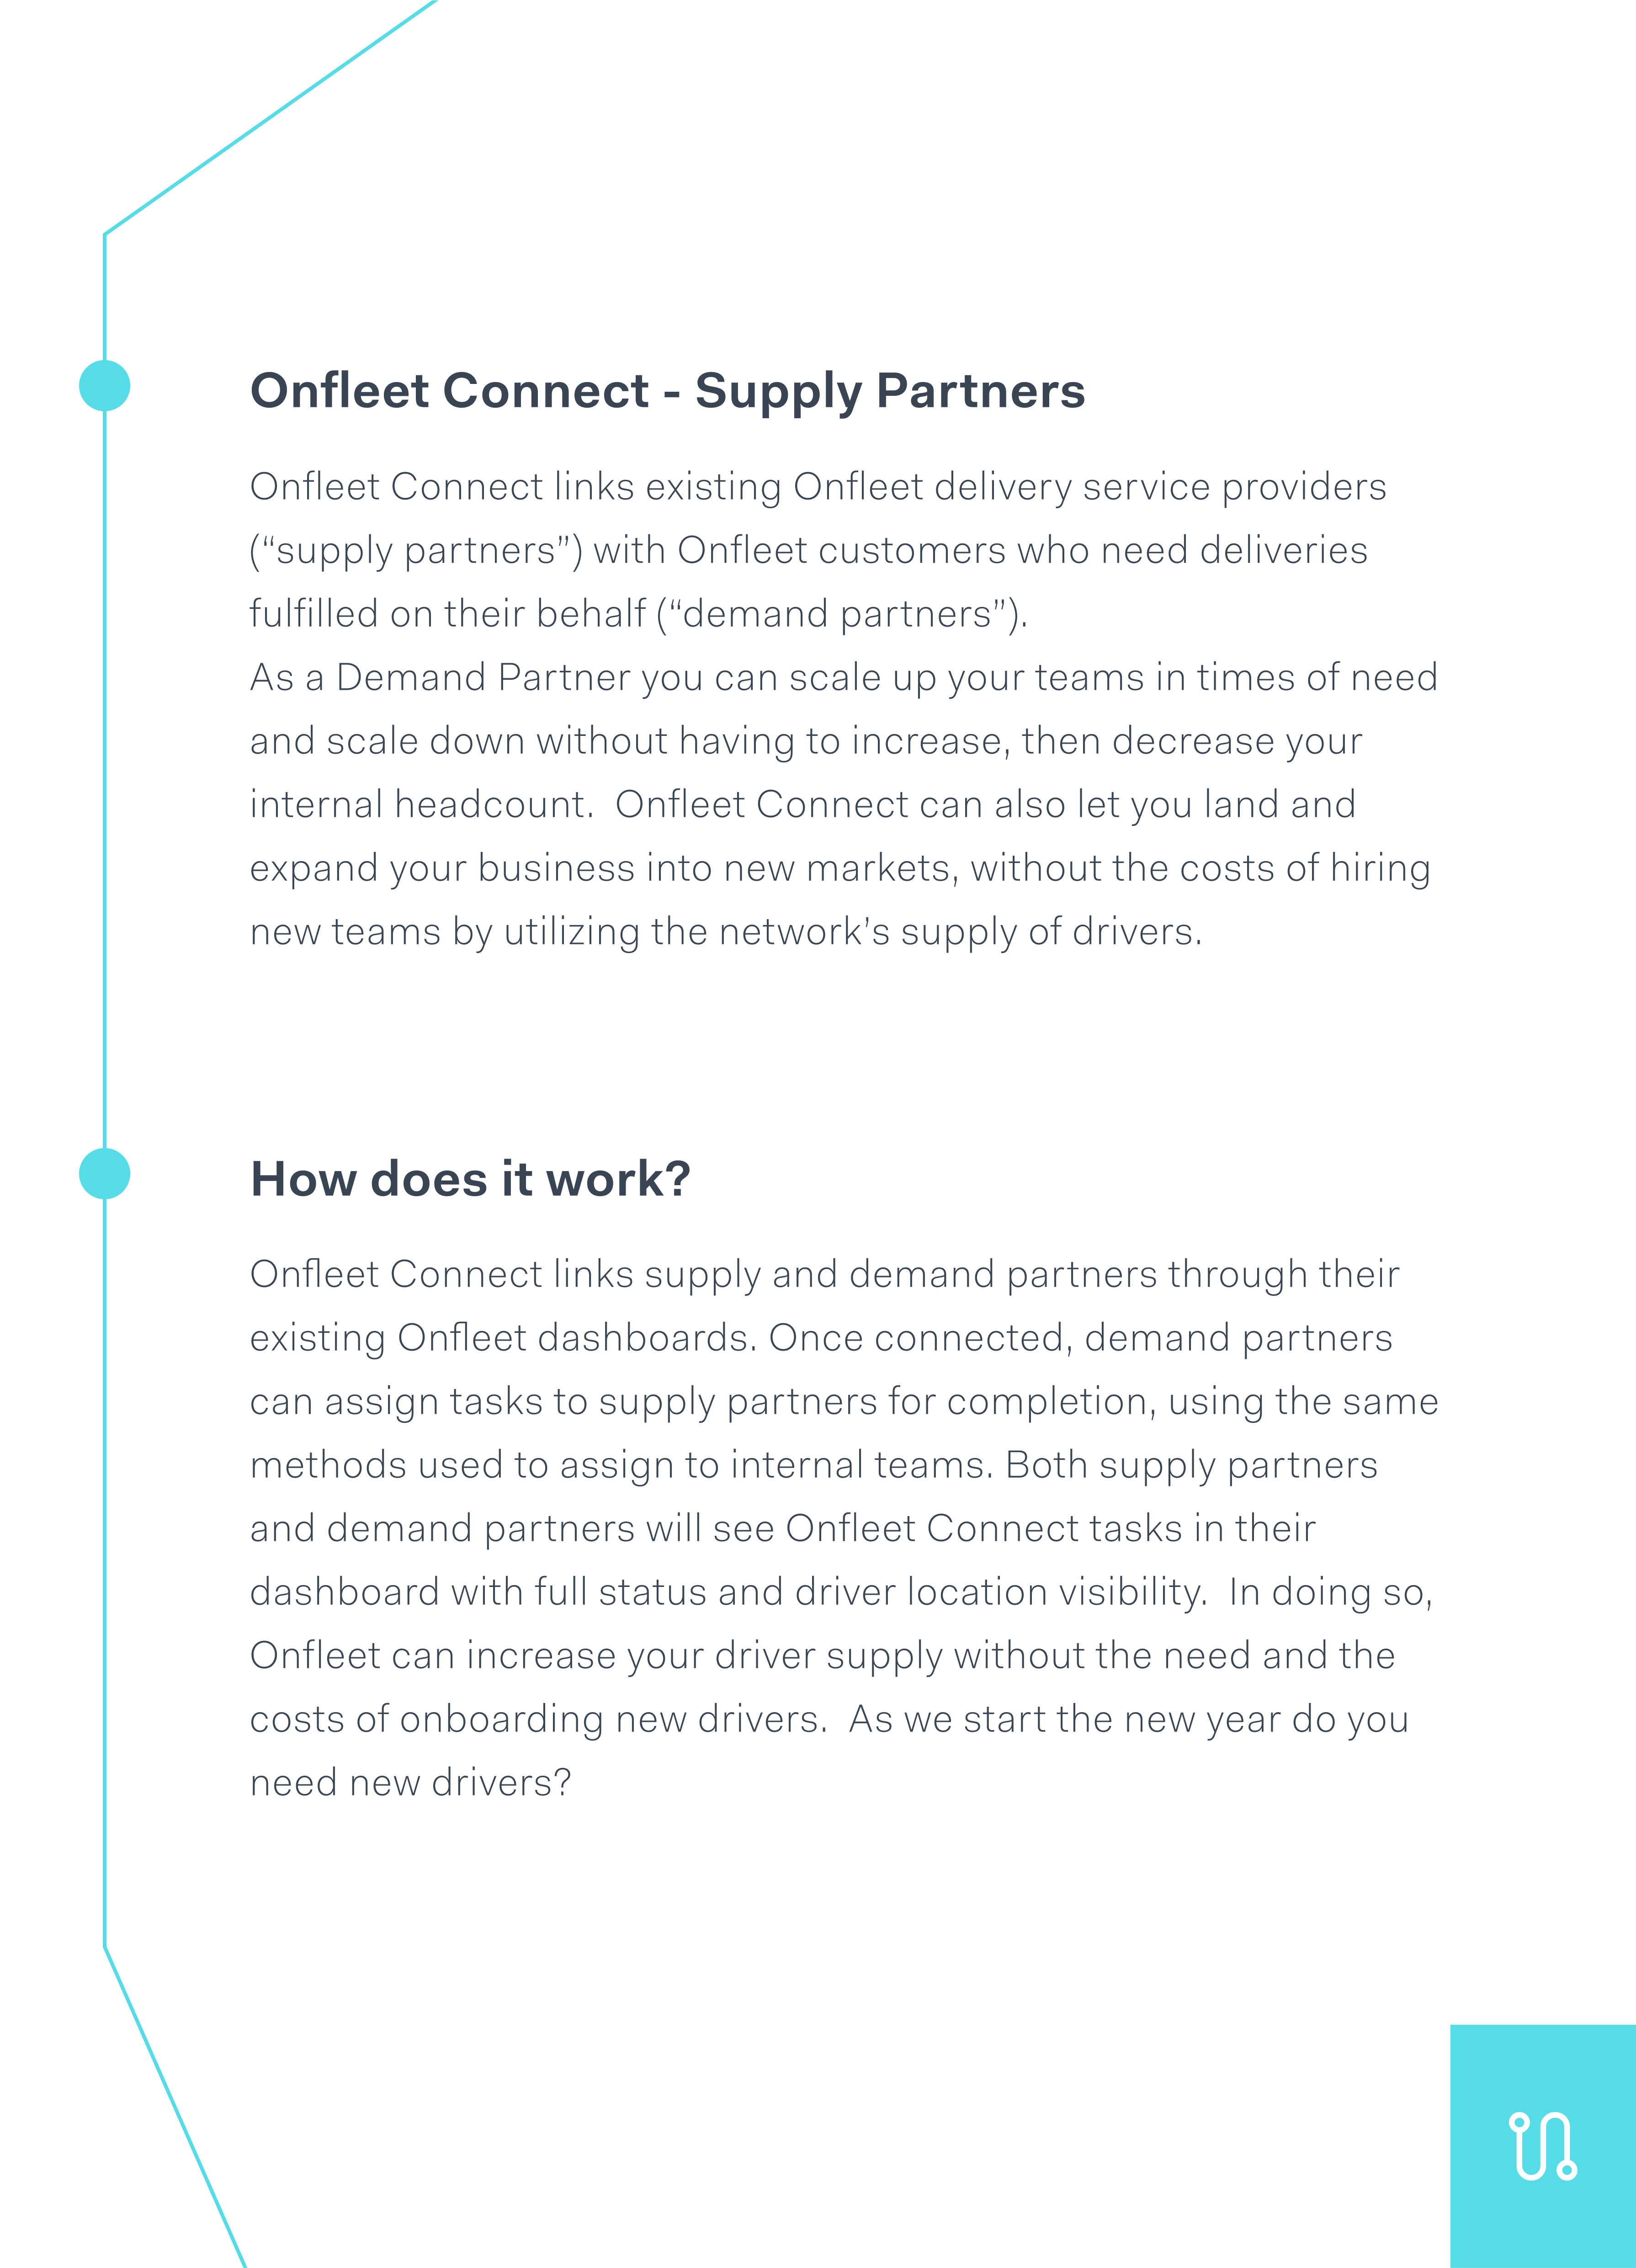 Onfleet Connect - Supply Partners
Onfleet Connect links existing Onfleet delivery service providers
(“supply partners”) with Onfleet customers who need deliveries
fulfilled on their behalf (“demand partners”).
As a Demand Partner you can scale up your teams in times of need
and scale down without having to increase, then decrease your
internal headcount.  Onfleet Connect can also let you land and
expand your business into new markets, without the costs of hiring
new teams by utilizing the network’s supply of drivers.
How does it work?
Onfleet Connect links supply and demand partners through their
existing Onfleet dashboards. Once connected, demand partners
can assign tasks to supply partners for completion, using the same
methods used to assign to internal teams. Both supply partners
and demand partners will see Onfleet Connect tasks in their
dashboard with full status and driver location visibility.  In doing so,
Onfleet can increase your driver supply without the need and the
costs of onboarding new drivers.  As we start the new year do you
need new drivers?